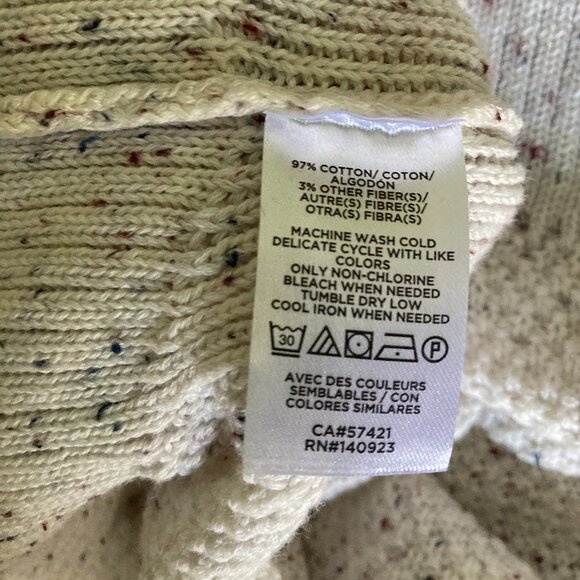 97% COTTON/ COTON/
ALGODÓN
3% OTHER FIBER(S)/
AUTRE(S) FIBRE(S)/
OTRA(S) FIBRA(S)
MACHINE WASH COLD
DELICATE CYCLE WITH LIKE
COLORS
ONLY NON-CHLORINE
BLEACH WHEN NEEDED
TUMBLE DRY LOW
COOL IRON WHEN NEEDED
30 P
AVEC DES COULEURS
SEMBLABLES / CON
COLORES SIMILARES
CA#57421
RN#140923